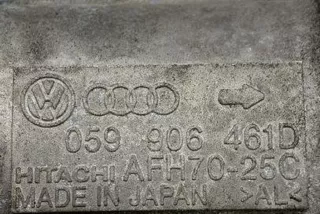 059 906 461D
HITACHI AFH70-25C
MADE IN JAPAN >AL<